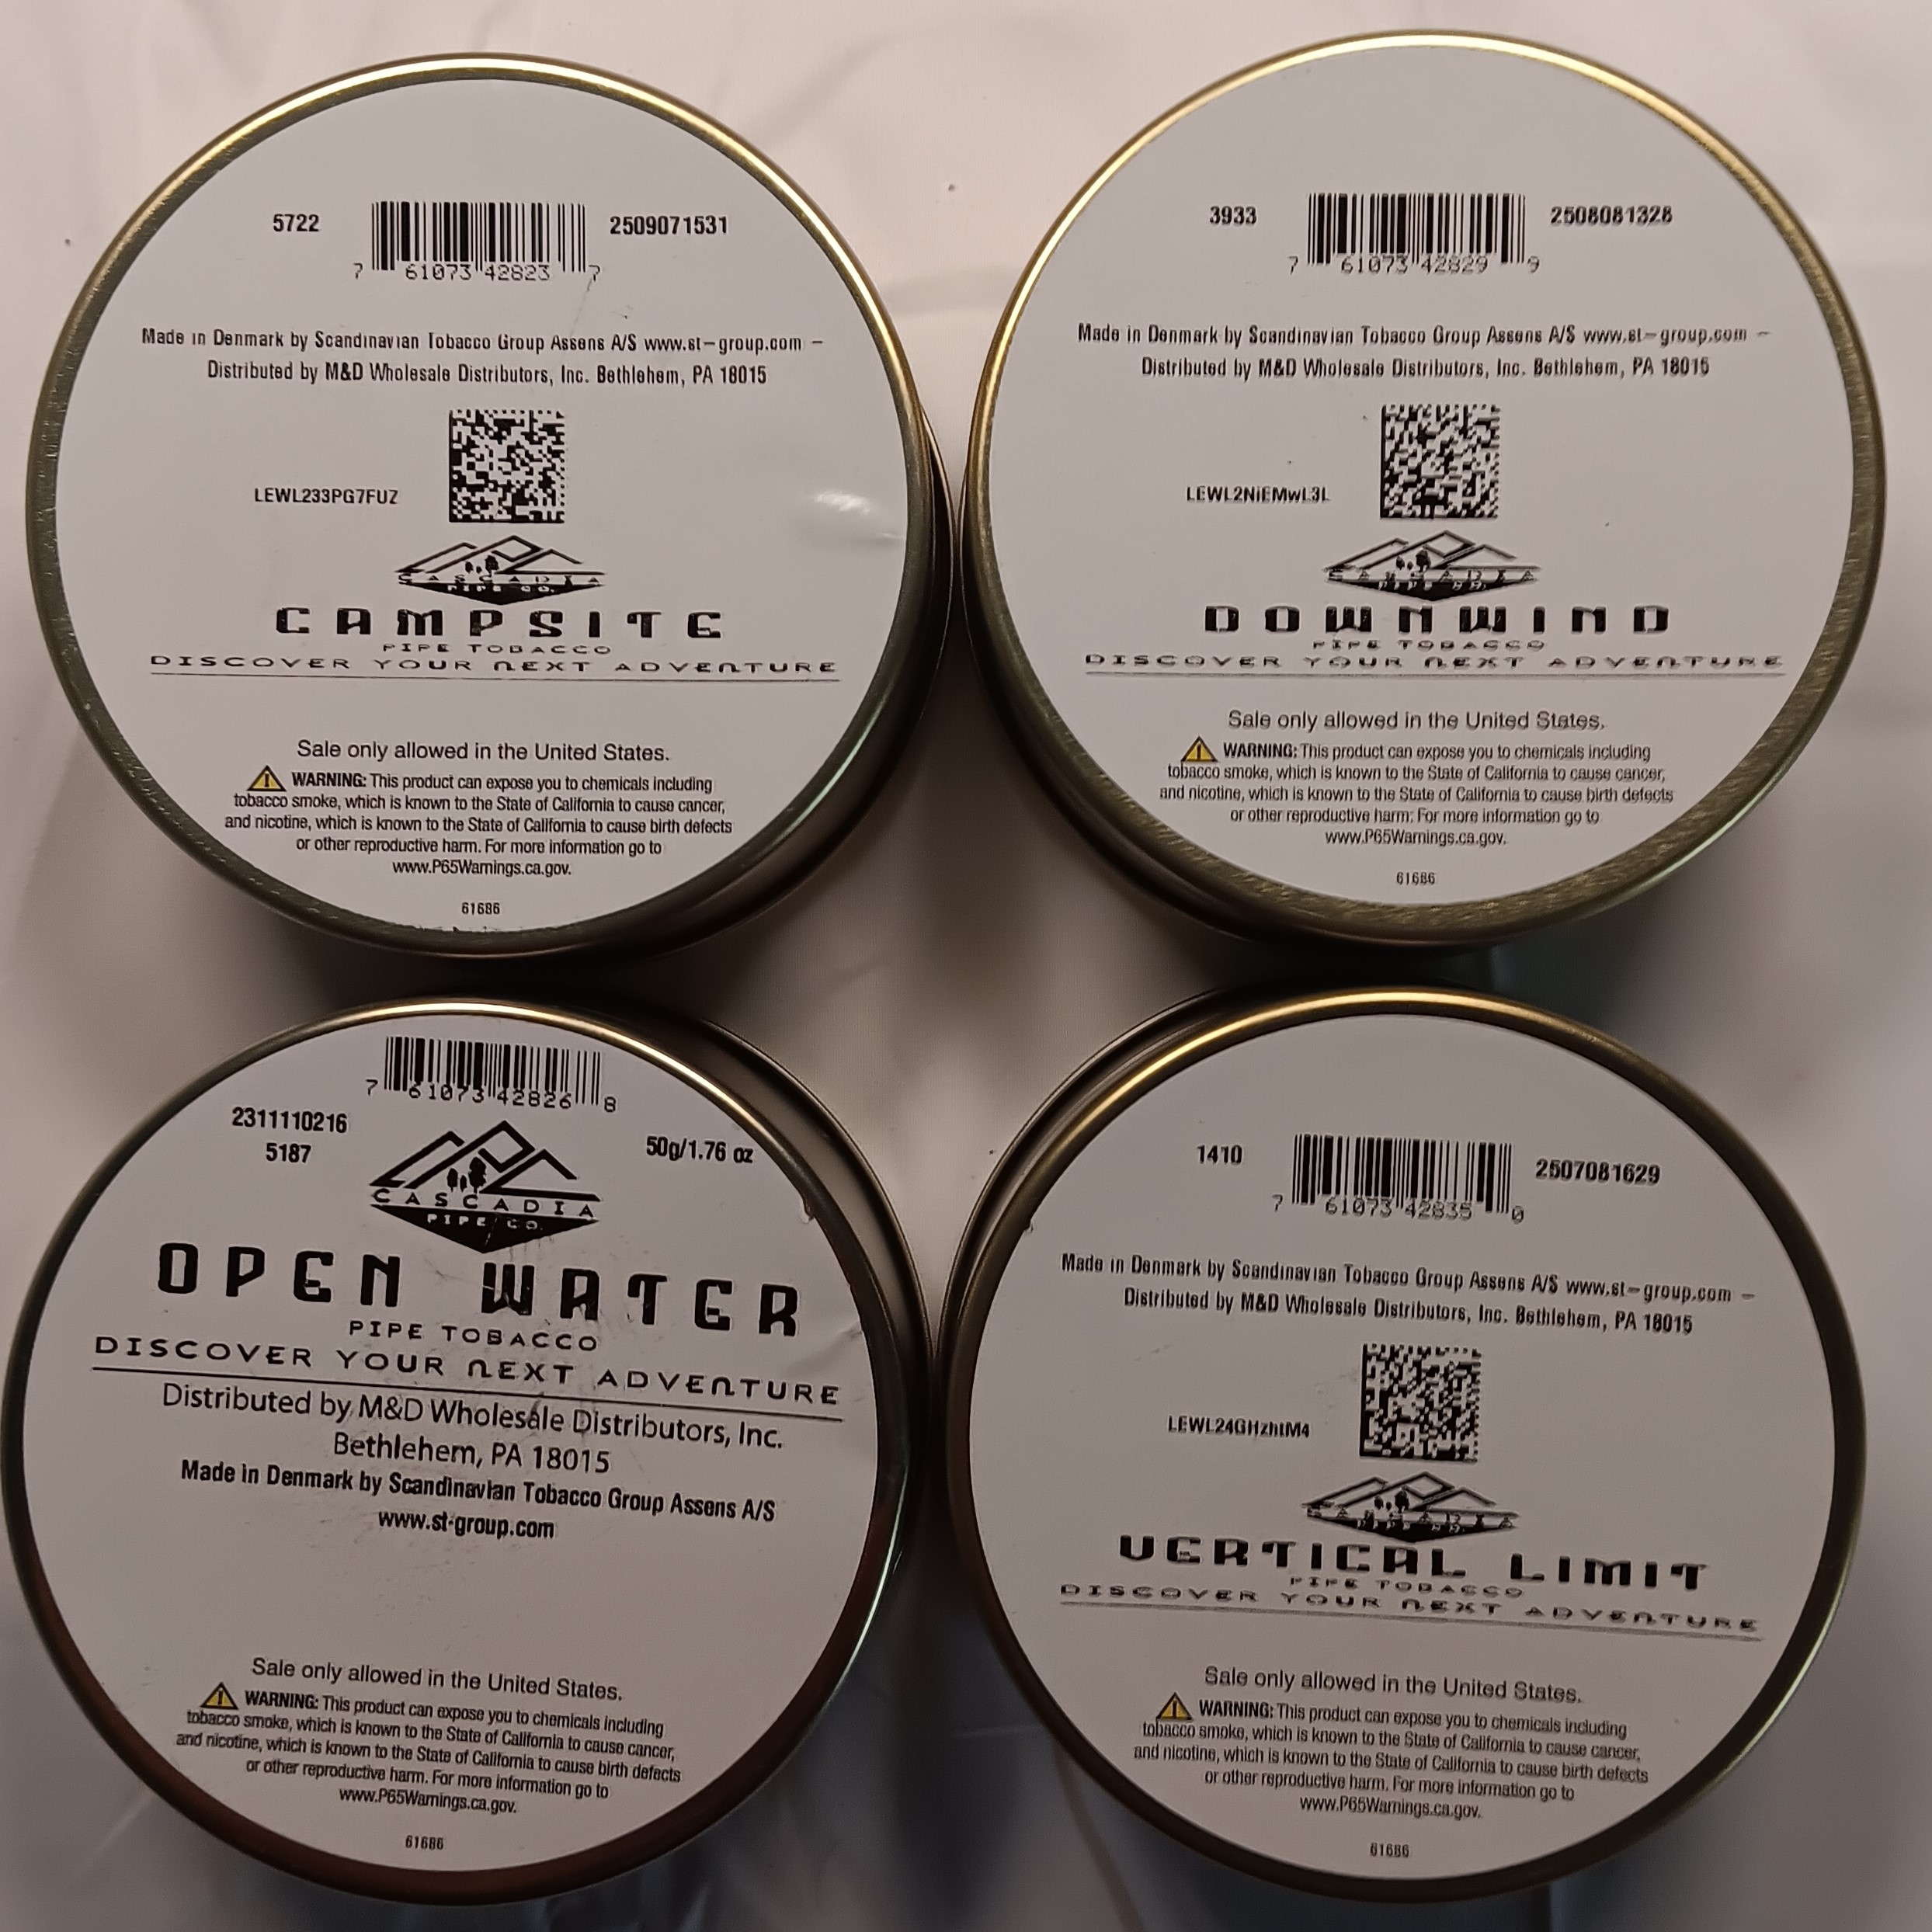 5722
2509071531
7 61073 42823 7
Made in Denmark by Scandinavian Tobacco Group Assens A/S www.st-group.com -
Distributed by M&D Wholesale Distributors, Inc. Bethlehem, PA 18015
LEWL233PG7FUZ
CASCADIA
PIPE CO.
CAMPSITE
PIPE TOBACCO
DISCOVER YOUR NEXT ADVENTURE
Sale only allowed in the United States.
WARNING: This product can expose you to chemicals including
tobacco smoke, which is known to the State of California to cause cancer,
and nicotine, which is known to the State of California to cause birth defects
or other reproductive harm. For more information go to
www.P65Warnings.ca.gov.
61686
3933
2508081328
7 61073 42829 9
Made in Denmark by Scandinavian Tobacco Group Assens A/S www.st-group.com -
Distributed by M&D Wholesale Distributors, Inc. Bethlehem, PA 18015
LEWL2NiEMwL3L
CASCADIA
PIPE CO.
DOWNWIND
PIPE TOBACCO
DISCOVER YOUR NEXT ADVENTURE
Sale only allowed in the United States.
WARNING: This product can expose you to chemicals including
tobacco smoke, which is known to the State of California to cause cancer,
and nicotine, which is known to the State of California to cause birth defects
or other reproductive harm. For more information go to
www.P65Warnings.ca.gov.
61686
7 61073 42826 8
2311110216
5187
50g/1.76 oz
CASCADIA
PIPE CO.
OPEN WATER
PIPE TOBACCO
DISCOVER YOUR NEXT ADVENTURE
Distributed by M&D Wholesale Distributors, Inc.
Bethlehem, PA 18015
Made in Denmark by Scandinavian Tobacco Group Assens A/S
www.st-group.com
Sale only allowed in the United States.
WARNING: This product can expose you to chemicals including
tobacco smoke, which is known to the State of California to cause cancer,
and nicotine, which is known to the State of California to cause birth defects
or other reproductive harm. For more information go to
www.P65Warnings.ca.gov.
61686
1410
2507081629
7 61073 42835 0
Made in Denmark by Scandinavian Tobacco Group Assens A/S www.st-group.com -
Distributed by M&D Wholesale Distributors, Inc. Bethlehem, PA 18015
LEWL24GHzhtM4
CASCADIA
PIPE CO.
VERTICAL LIMIT
PIPE TOBACCO
DISCOVER YOUR NEXT ADVENTURE
Sale only allowed in the United States.
WARNING: This product can expose you to chemicals including
tobacco smoke, which is known to the State of California to cause cancer,
and nicotine, which is known to the State of California to cause birth defects
or other reproductive harm. For more information go to
www.P65Warnings.ca.gov.
61686